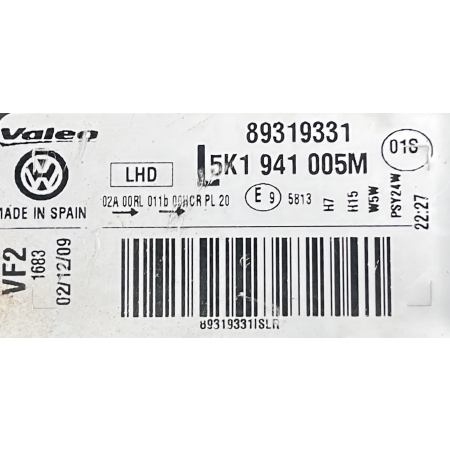 Valeo
89319331
LHD
5K1 941 005M
01S
02A 00RL 011b 00HCR PL 20
E 9 5813
H7
H15
W5W
PSY24W
22:27
MADE IN SPAIN
VF2
1683
02/12/09